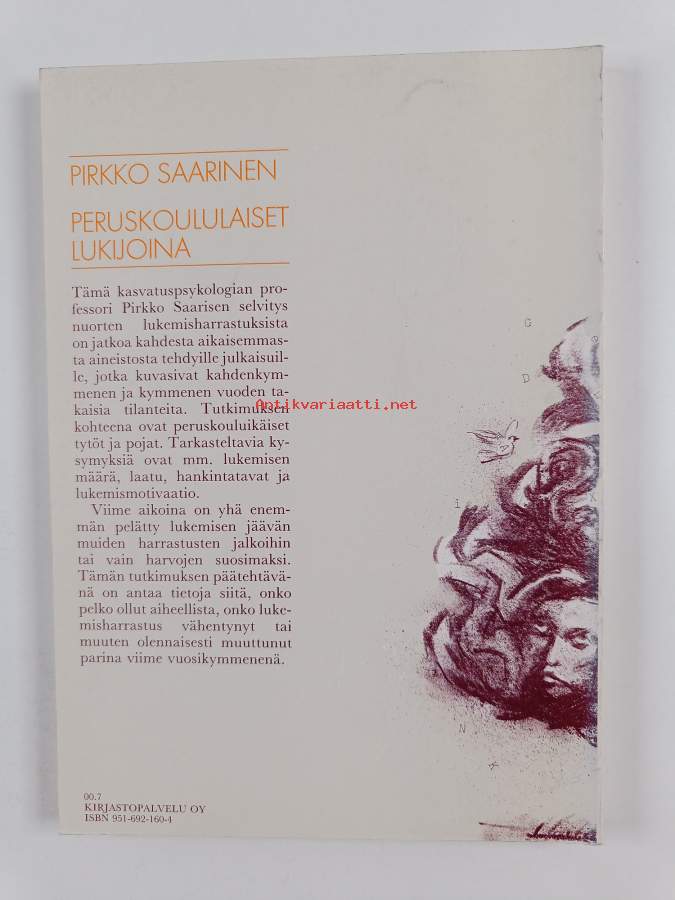 PIRKKO SAARINEN
PERUSKOULULAISET
LUKIJOINA
Tämä kasvatuspsykologian pro-
fessori Pirkko Saarisen selvitys
nuorten lukemisharrastuksista
on jatkoa kahdesta aikaisemmas-
ta aineistosta tehdyille julkaisuil-
le, jotka kuvasivat kahdenkym-
menen ja kymmenen vuoden ta-
kaisia tilanteita. Tutkimuksen
kohteena ovat peruskouluikäiset
tytöt ja pojat. Tarkasteltavia ky-
symyksiä ovat mm. lukemisen
määrä, laatu, hankintatavat ja
lukemismotivaatio.
Viime aikoina on yhä enem-
män pelätty lukemisen jäävän
muiden harrastusten jalkoihin
tai vain harvojen suosimaksi.
Tämän tutkimuksen päätehtävä-
nä on antaa tietoja siitä, onko
pelko ollut aiheellista, onko luke-
misharrastus vähentynyt tai
muuten olennaisesti muuttunut
parina viime vuosikymmenenä.
Antikvariaatti.net
G
D
I
X
N
X
00.7
KIRJASTOPALVELU OY
ISBN 951-692-160-4